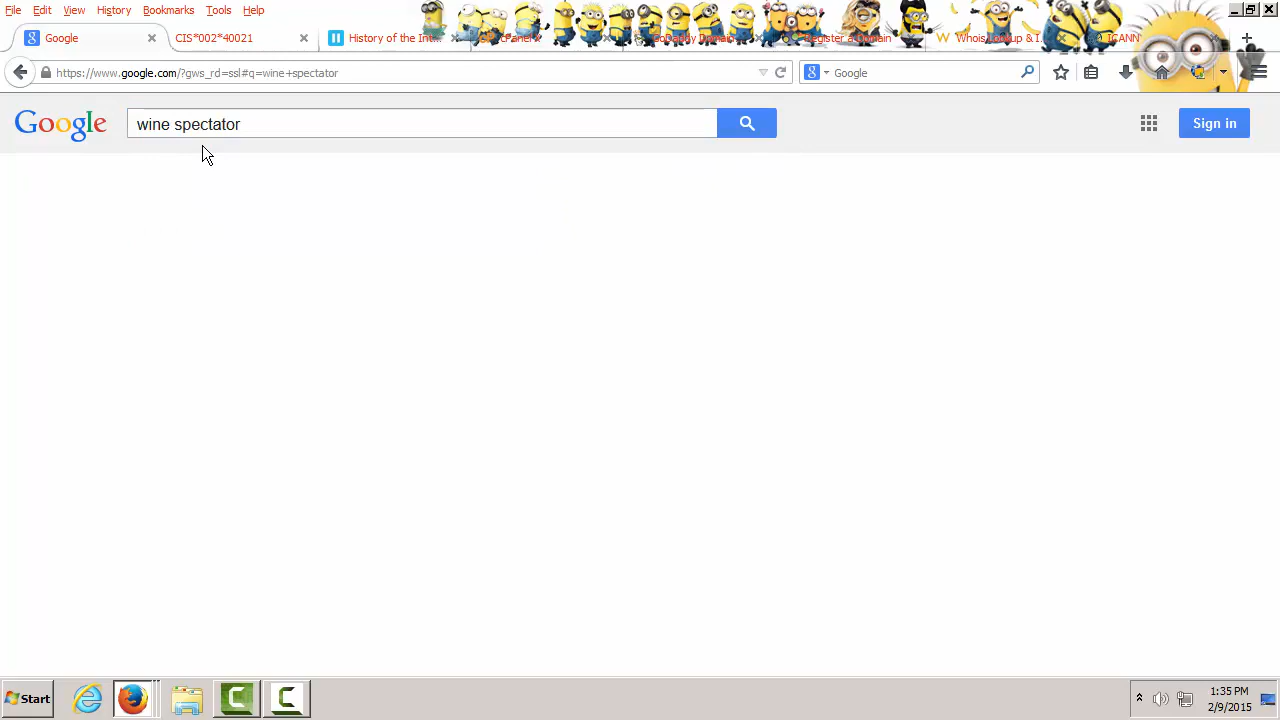 File Edit View History Bookmarks Tools Help
Google CIS*002*40021 History of the Int... Domain Whois Lookup & I... ICANN
https://www.google.com/?gws_rd=ssl#q=wine+spectator Google
Google wine spectator Sign in
Start 1:35 PM
2/9/2015